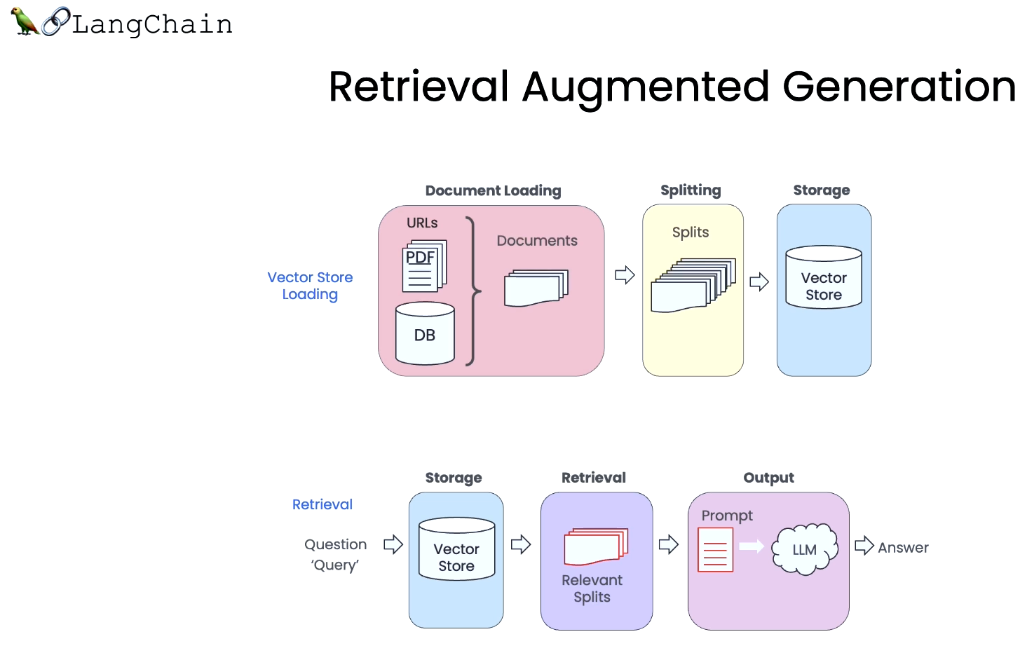 LangChain
Retrieval Augmented Generation
Document Loading
Splitting
Storage
URLs
PDF
DB
Documents
Splits
Vector
Store
Vector Store
Loading
Storage
Retrieval
Output
Retrieval
Question
‘Query’
Vector
Store
Relevant
Splits
Prompt
LLM
Answer